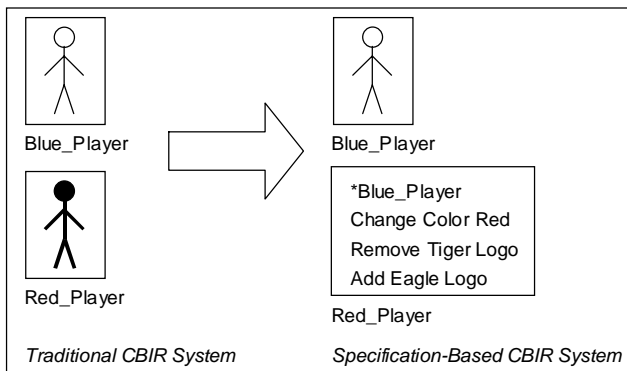 Blue_Player
Red_Player
Traditional CBIR System
Blue_Player
*Blue_Player
Change Color Red
Remove Tiger Logo
Add Eagle Logo
Red_Player
Specification-Based CBIR System